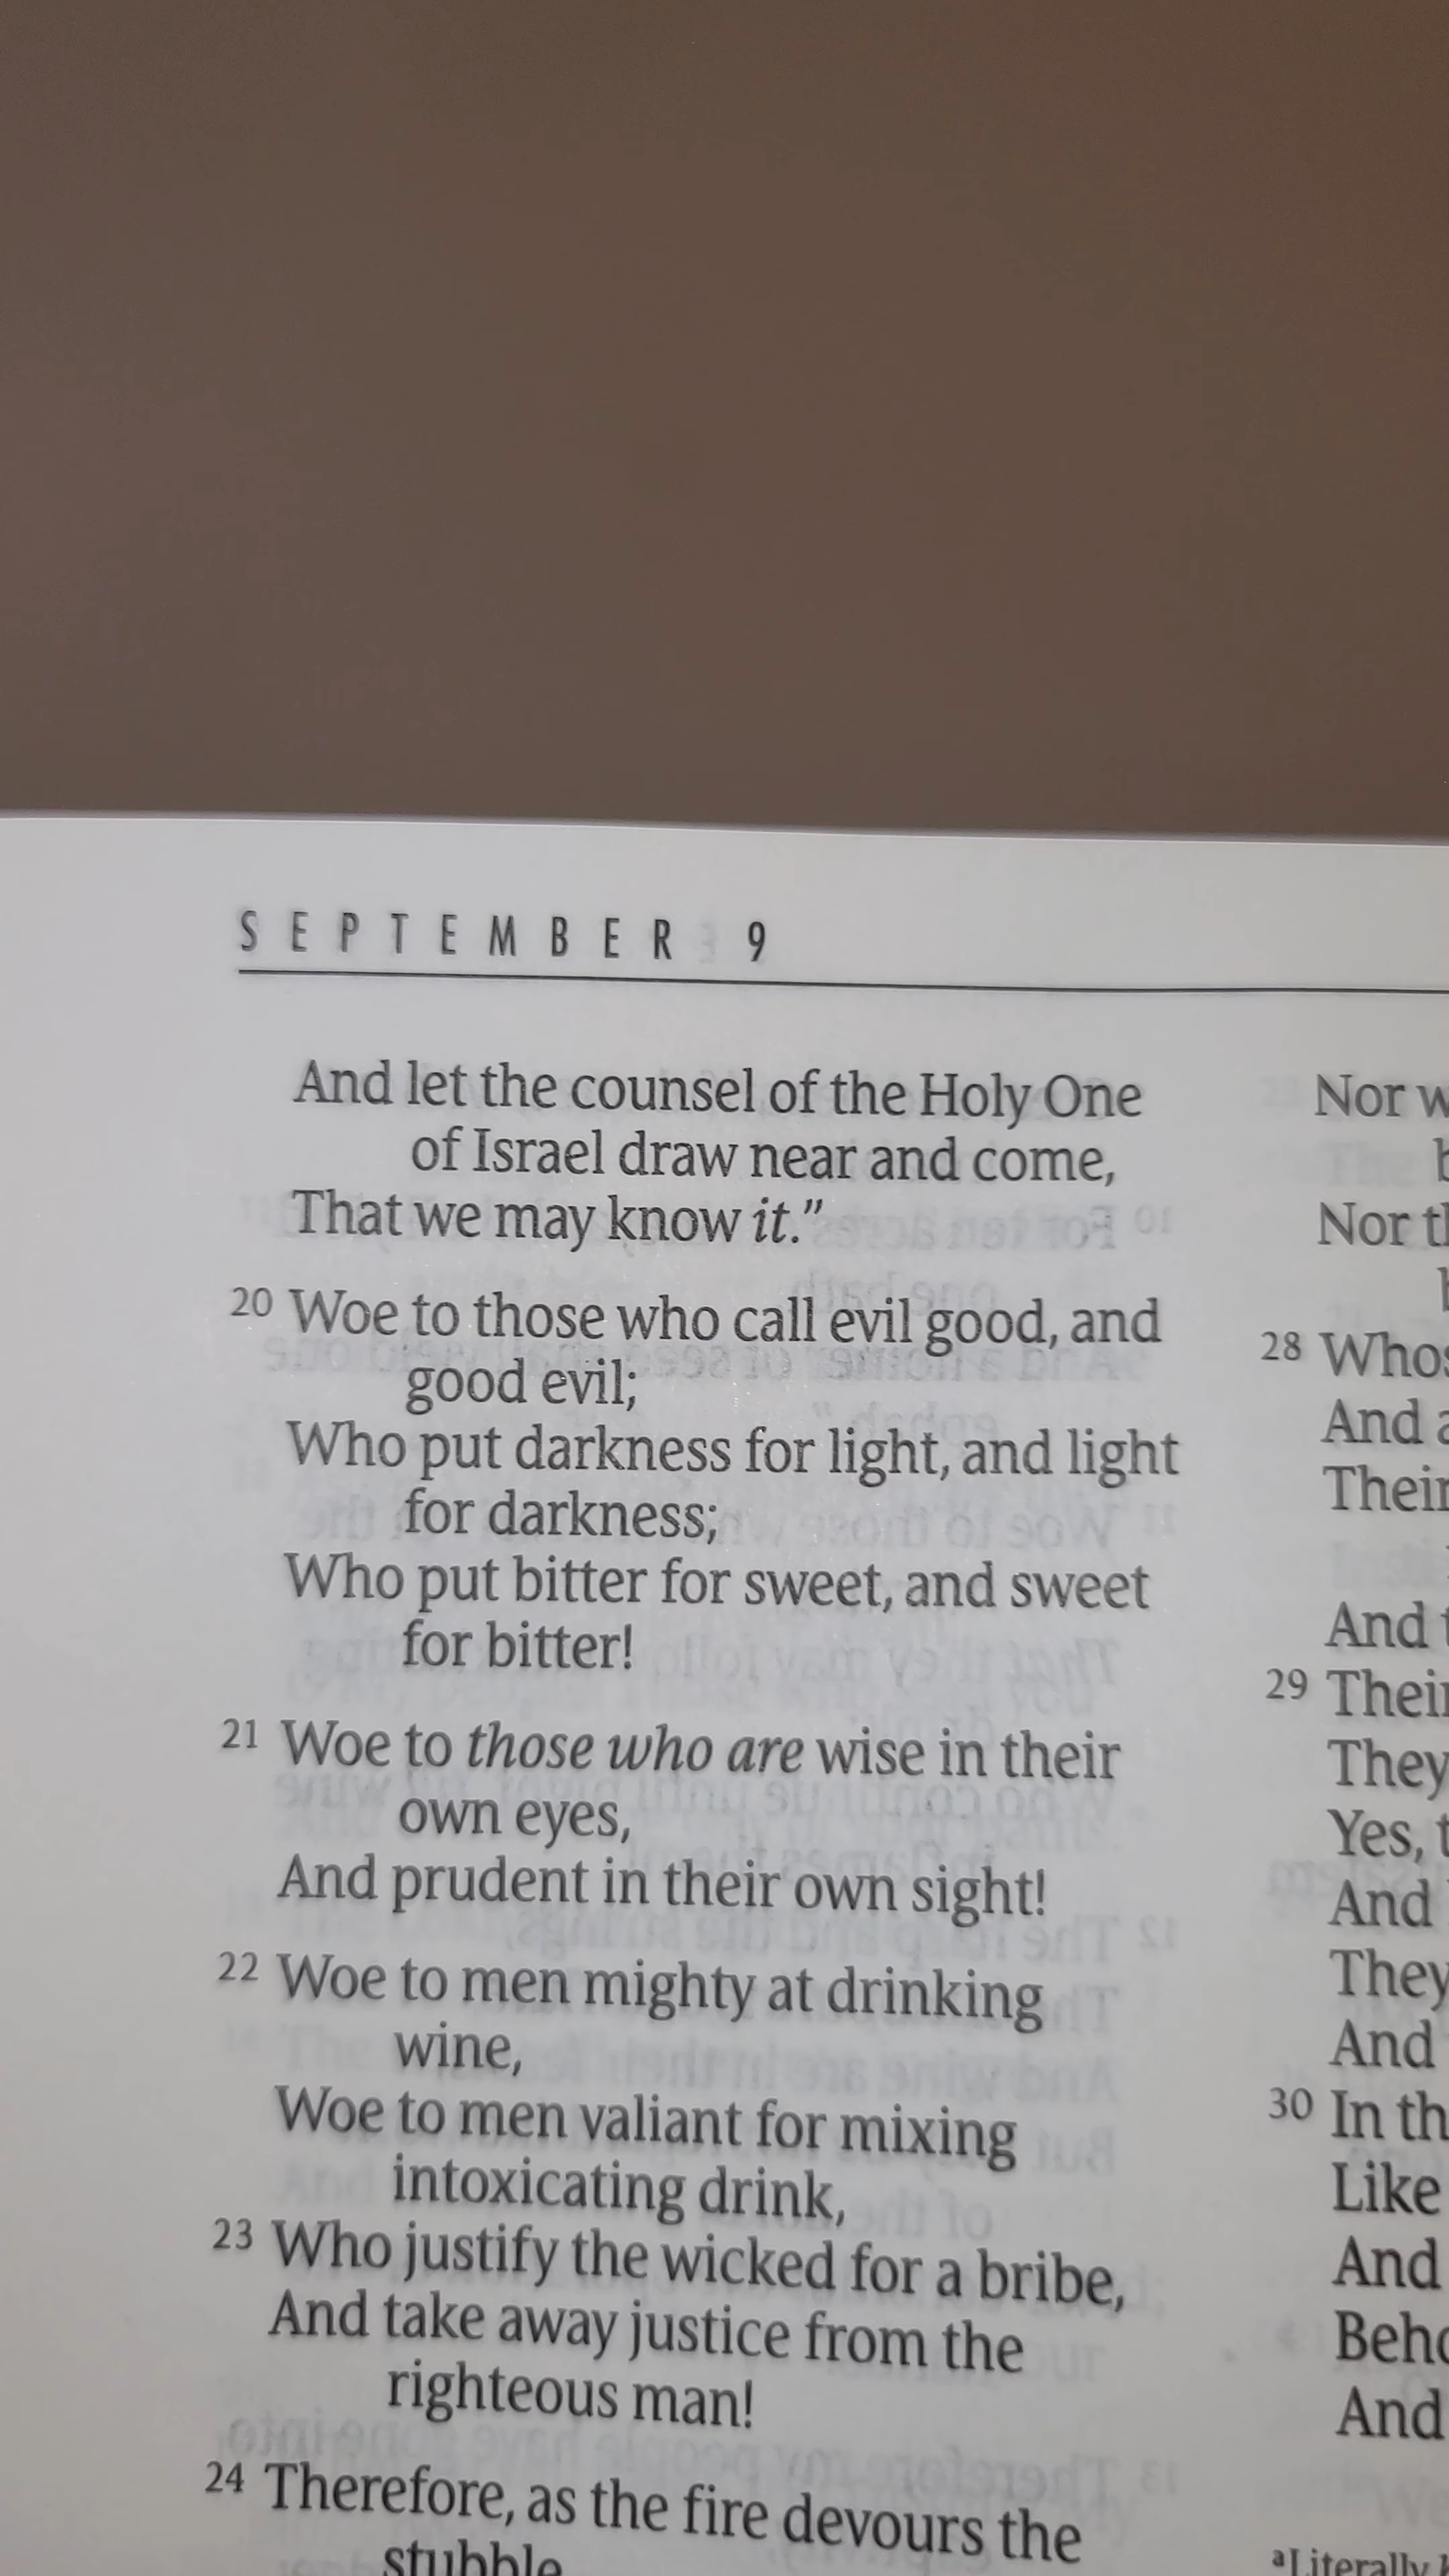 SEPTEMBER 9
And let the counsel of the Holy One
of Israel draw near and come,
That we may know it.”
20 Woe to those who call evil good, and
good evil;
Who put darkness for light, and light
for darkness;
Who put bitter for sweet, and sweet
for bitter!
21 Woe to those who are wise in their
own eyes,
And prudent in their own sight!
22 Woe to men mighty at drinking
wine,
Woe to men valiant for mixing
intoxicating drink,
23 Who justify the wicked for a bribe,
And take away justice from the
righteous man!
24 Therefore, as the fire devours the
stubble
Nor
Nor
28
And
Their
And
29 Their
They
Yes,
And
They
And
30 In
Like
And
And
aLiterally